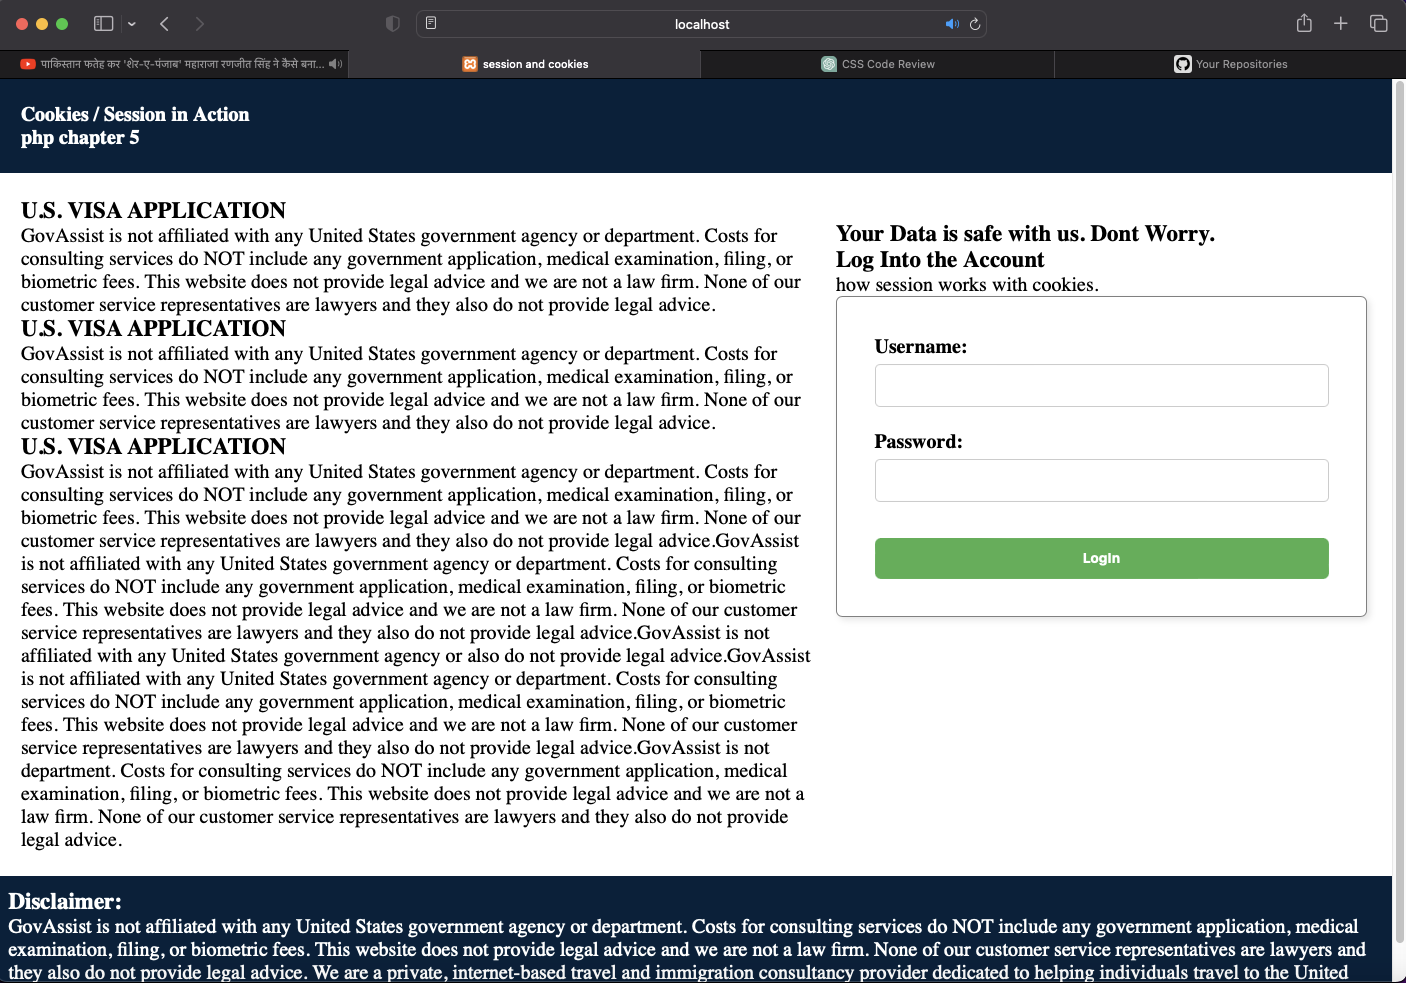 localhost
पाकिस्तान फतेह कर 'शेर-ए-पंजाब' महाराजा रणजीत सिंह ने कैसे बना...
session and cookies
CSS Code Review
Your Repositories
Cookies / Session in Action
php chapter 5
U.S. VISA APPLICATION
GovAssist is not affiliated with any United States government agency or department. Costs for
consulting services do NOT include any government application, medical examination, filing, or
biometric fees. This website does not provide legal advice and we are not a law firm. None of our
customer service representatives are lawyers and they also do not provide legal advice.
U.S. VISA APPLICATION
GovAssist is not affiliated with any United States government agency or department. Costs for
consulting services do NOT include any government application, medical examination, filing, or
biometric fees. This website does not provide legal advice and we are not a law firm. None of our
customer service representatives are lawyers and they also do not provide legal advice.
U.S. VISA APPLICATION
GovAssist is not affiliated with any United States government agency or department. Costs for
consulting services do NOT include any government application, medical examination, filing, or
biometric fees. This website does not provide legal advice and we are not a law firm. None of our
customer service representatives are lawyers and they also do not provide legal advice.GovAssist
is not affiliated with any United States government agency or department. Costs for consulting
services do NOT include any government application, medical examination, filing, or biometric
fees. This website does not provide legal advice and we are not a law firm. None of our customer
service representatives are lawyers and they also do not provide legal advice.GovAssist is not
affiliated with any United States government agency or also do not provide legal advice.GovAssist
is not affiliated with any United States government agency or department. Costs for consulting
services do NOT include any government application, medical examination, filing, or biometric
fees. This website does not provide legal advice and we are not a law firm. None of our customer
service representatives are lawyers and they also do not provide legal advice.GovAssist is not
department. Costs for consulting services do NOT include any government application, medical
examination, filing, or biometric fees. This website does not provide legal advice and we are not a
law firm. None of our customer service representatives are lawyers and they also do not provide
legal advice.
Your Data is safe with us. Dont Worry.
Log Into the Account
how session works with cookies.
Username:
Password:
LogIn
Disclaimer:
GovAssist is not affiliated with any United States government agency or department. Costs for consulting services do NOT include any government application, medical
examination, filing, or biometric fees. This website does not provide legal advice and we are not a law firm. None of our customer service representatives are lawyers and
they also do not provide legal advice. We are a private, internet-based travel and immigration consultancy provider dedicated to helping individuals travel to the United